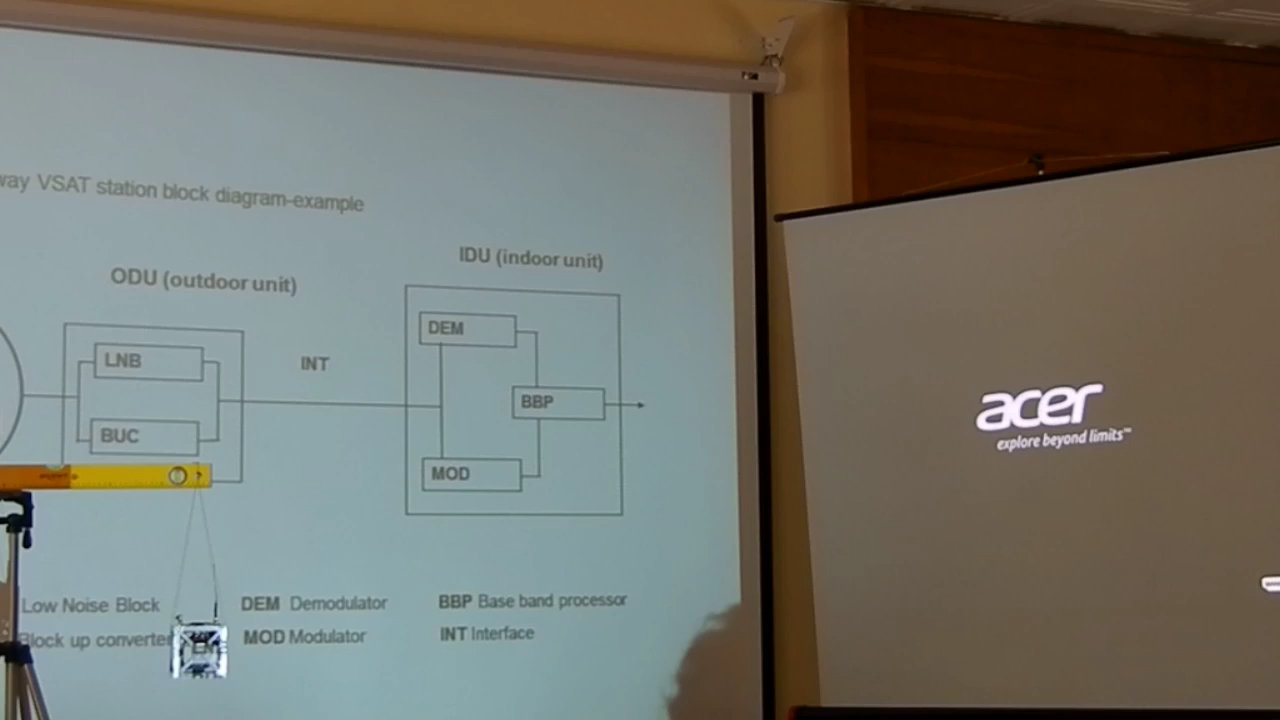 way VSAT station block diagram-example
ODU (outdoor unit)
IDU (indoor unit)
LNB
BUC
INT
DEM
BBP
MOD
Low Noise Block
DEM Demodulator
BBP Base band processor
Block up converter
MOD Modulator
INT Interface
acer
explore beyond limits™